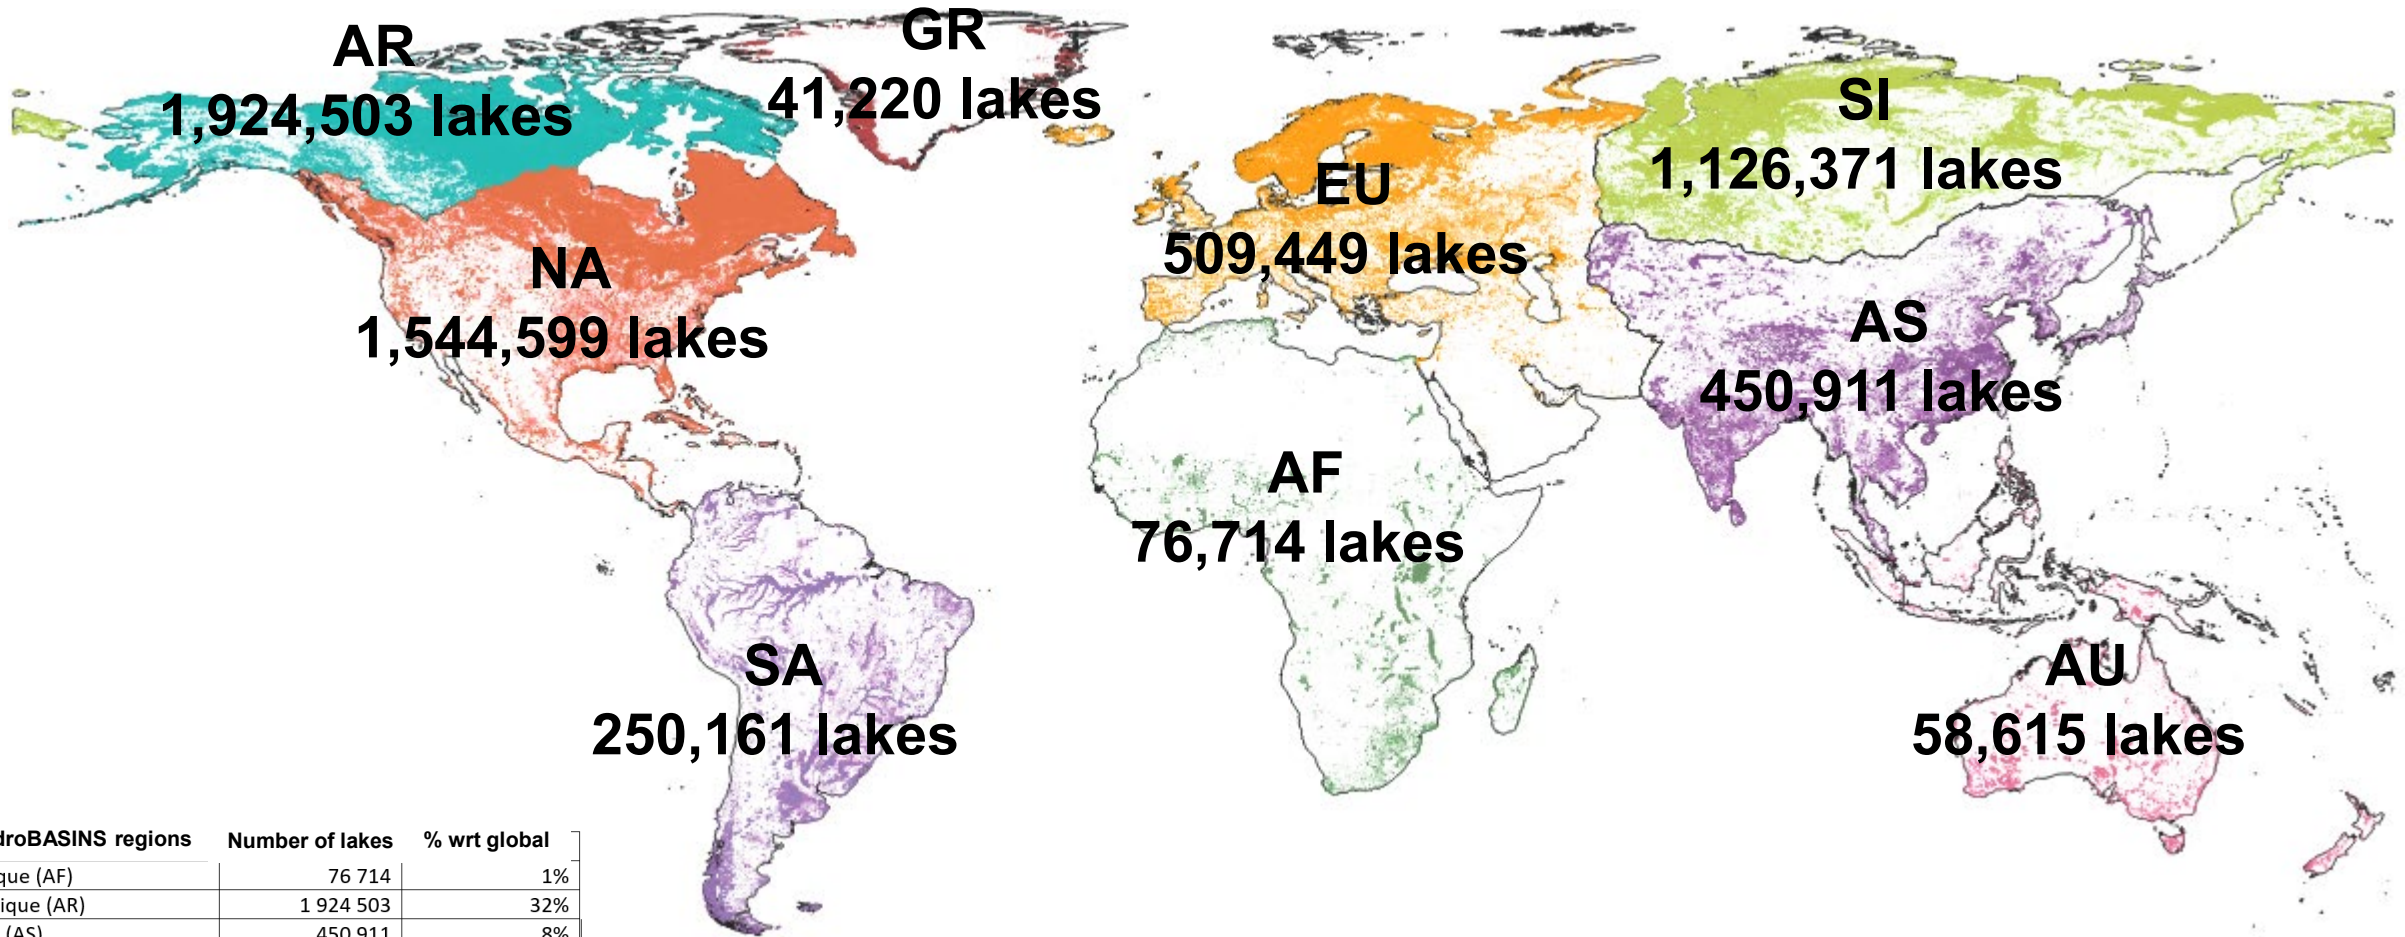 AR
1,924,503 lakes
GR
41,220 lakes
SI
1,126,371 lakes
EU
509,449 lakes
NA
1,544,599 lakes
AS
450,911 lakes
AF
76,714 lakes
SA
250,161 lakes
AU
58,615 lakes
droBASINS regions Number of lakes % wrt global
que (AF) 76 714 1%
ique (AR) 1 924 503 32%
(AS) 450 911 8%